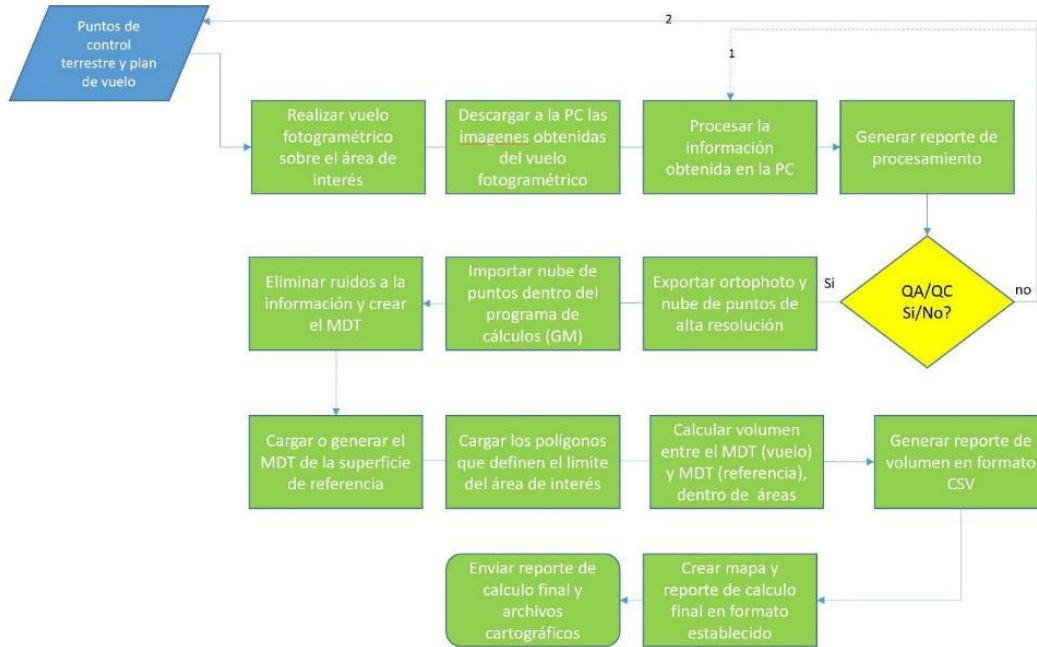 Puntos de
control
terrestre y plan
de vuelo
2
1
Realizar vuelo
fotogramétrico
sobre el área de
interés
Descargar a la PC las
imagenes obtenidas
del vuelo
fotogramétrico
Procesar la
información
obtenida en la PC
Generar reporte de
procesamiento
Eliminar ruidos a la
información y crear
el MDT
Importar nube de
puntos dentro del
programa de
cálculos (GM)
Exportar ortophoto y
nube de puntos de
alta resolución
Si
QA/QC
Si/No?
no
Cargar o generar el
MDT de la superficie
de referencia
Cargar los polígonos
que definen el limite
del área de interés
Calcular volumen
entre el MDT (vuelo)
y MDT (referencia),
dentro de áreas
Generar reporte de
volumen en formato
CSV
Enviar reporte de
calculo final y
archivos
cartográficos
Crear mapa y
reporte de calculo
final en formato
establecido